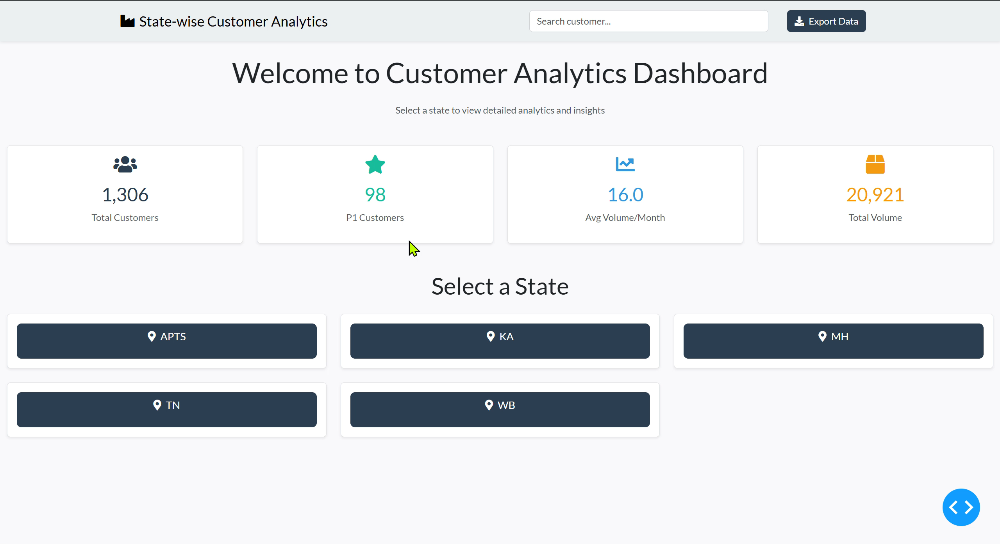 State-wise Customer Analytics
Search customer...
Export Data
Welcome to Customer Analytics Dashboard
Select a state to view detailed analytics and insights
1,306
Total Customers
98
P1 Customers
16.0
Avg Volume/Month
20,921
Total Volume
Select a State
APTS
KA
MH
TN
WB